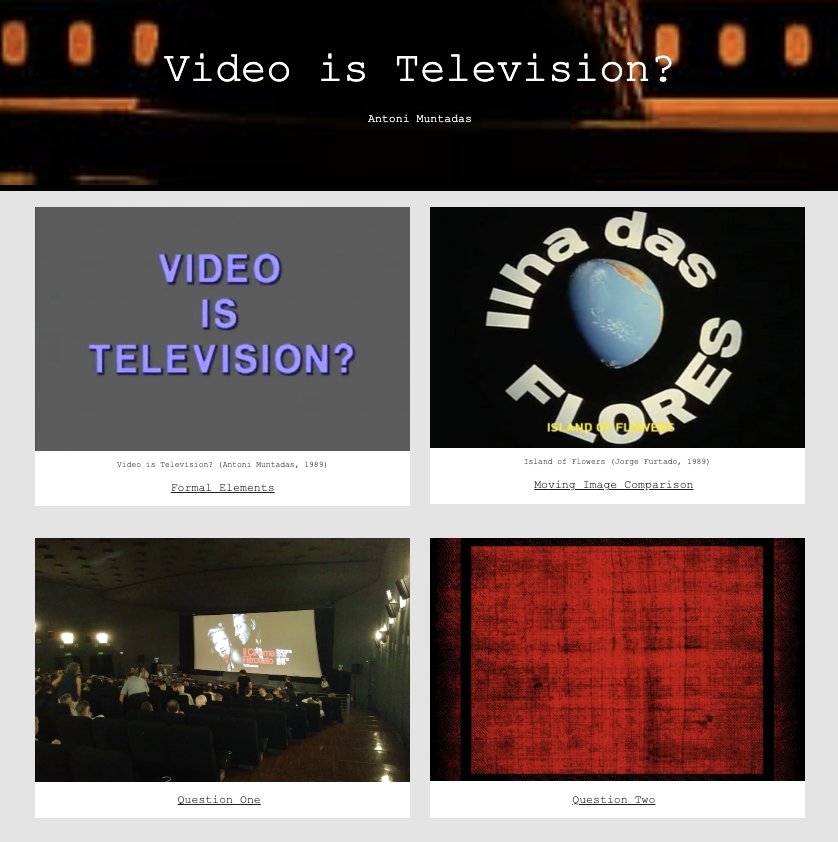 Video is Television?
Antoni Muntadas
VIDEO
IS
TELEVISION?
Video is Television? (Antoni Muntadas, 1989)
Formal Elements
Ilha das
FLORES
ISLAND OF FLOWERS
Island of Flowers (Jorge Furtado, 1989)
Moving Image Comparison
Il Cinema
Ritrovato
Question One
Question Two